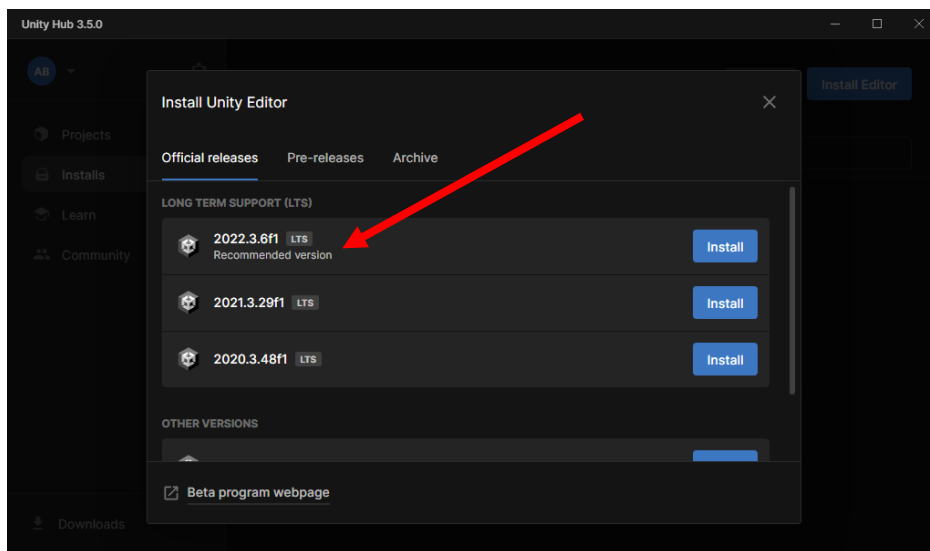 Unity Hub 3.5.0
AB
Install Editor
Projects
Installs
Learn
Community
Downloads
Install Unity Editor
Official releases Pre-releases Archive
LONG TERM SUPPORT (LTS)
2022.3.6f1 LTS
Recommended version
Install
2021.3.29f1 LTS
Install
2020.3.48f1 LTS
Install
OTHER VERSIONS
Beta program webpage